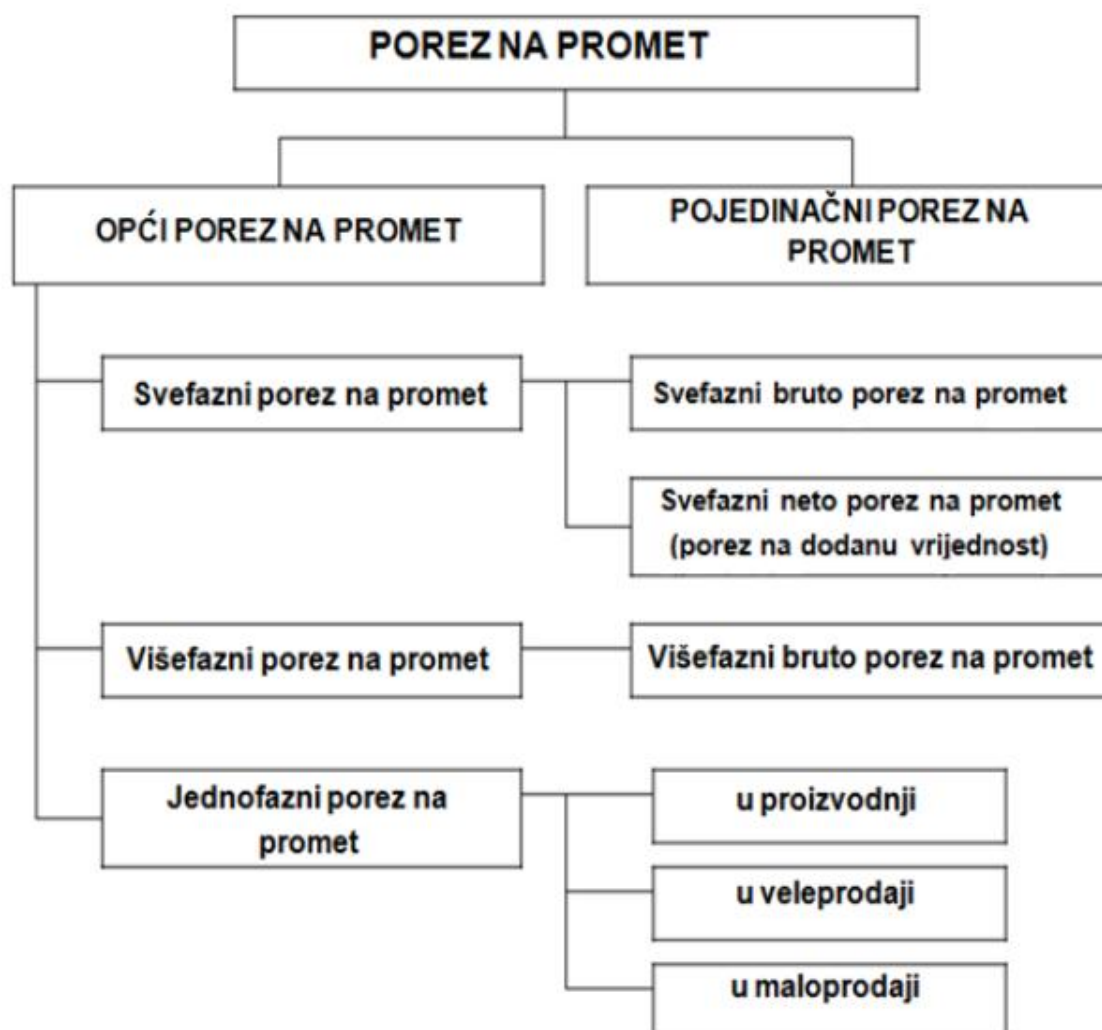 POREZ NA PROMET
OPĆI POREZ NA PROMET
POJEDINAČNI POREZ NA
PROMET
Svefazni porez na promet
Svefazni bruto porez na promet
Svefazni neto porez na promet
(porez na dodanu vrijednost)
Višefazni porez na promet
Višefazni bruto porez na promet
Jednofazni porez na
promet
u proizvodnji
u veleprodaji
u maloprodaji